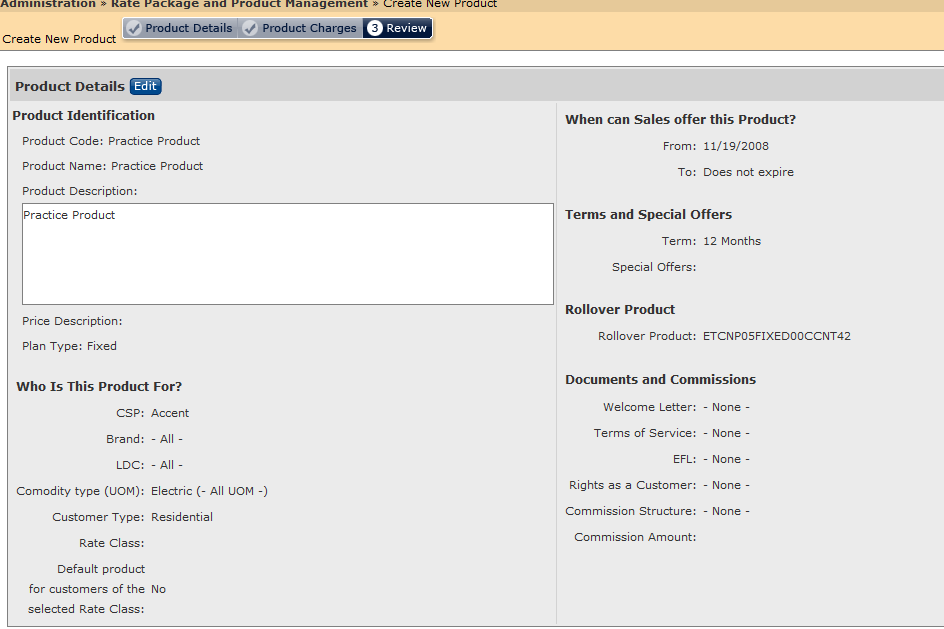 Administration » Rate Package and Product Management » Create New Product
Create New Product
Product Details
Product Charges
3 Review
Product Details Edit
Product Identification
Product Code: Practice Product
Product Name: Practice Product
Product Description:
Practice Product
Price Description:
Plan Type: Fixed
Who Is This Product For?
CSP: Accent
Brand: - All -
LDC: - All -
Comodity type (UOM): Electric (- All UOM -)
Customer Type: Residential
Rate Class:
Default product
for customers of the No
selected Rate Class:
When can Sales offer this Product?
From: 11/19/2008
To: Does not expire
Terms and Special Offers
Term: 12 Months
Special Offers:
Rollover Product
Rollover Product: ETCNP05FIXED00CCNT42
Documents and Commissions
Welcome Letter: - None -
Terms of Service: - None -
EFL: - None -
Rights as a Customer: - None -
Commission Structure: - None -
Commission Amount: